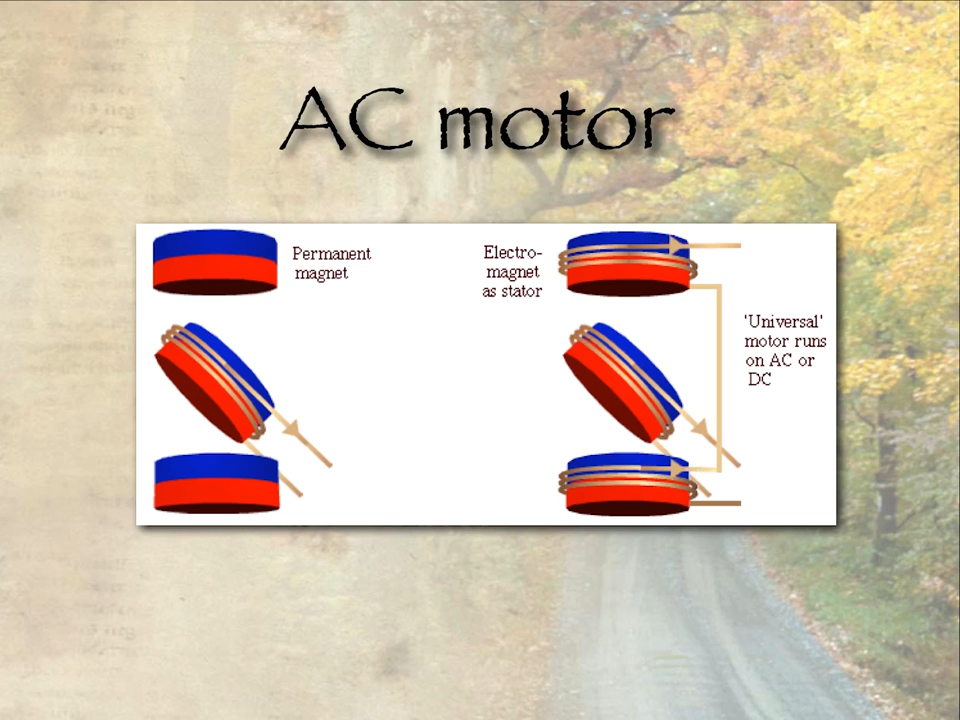 AC motor
Permanent
magnet
Electro-
magnet
as stator
'Universal'
motor runs
on AC or
DC